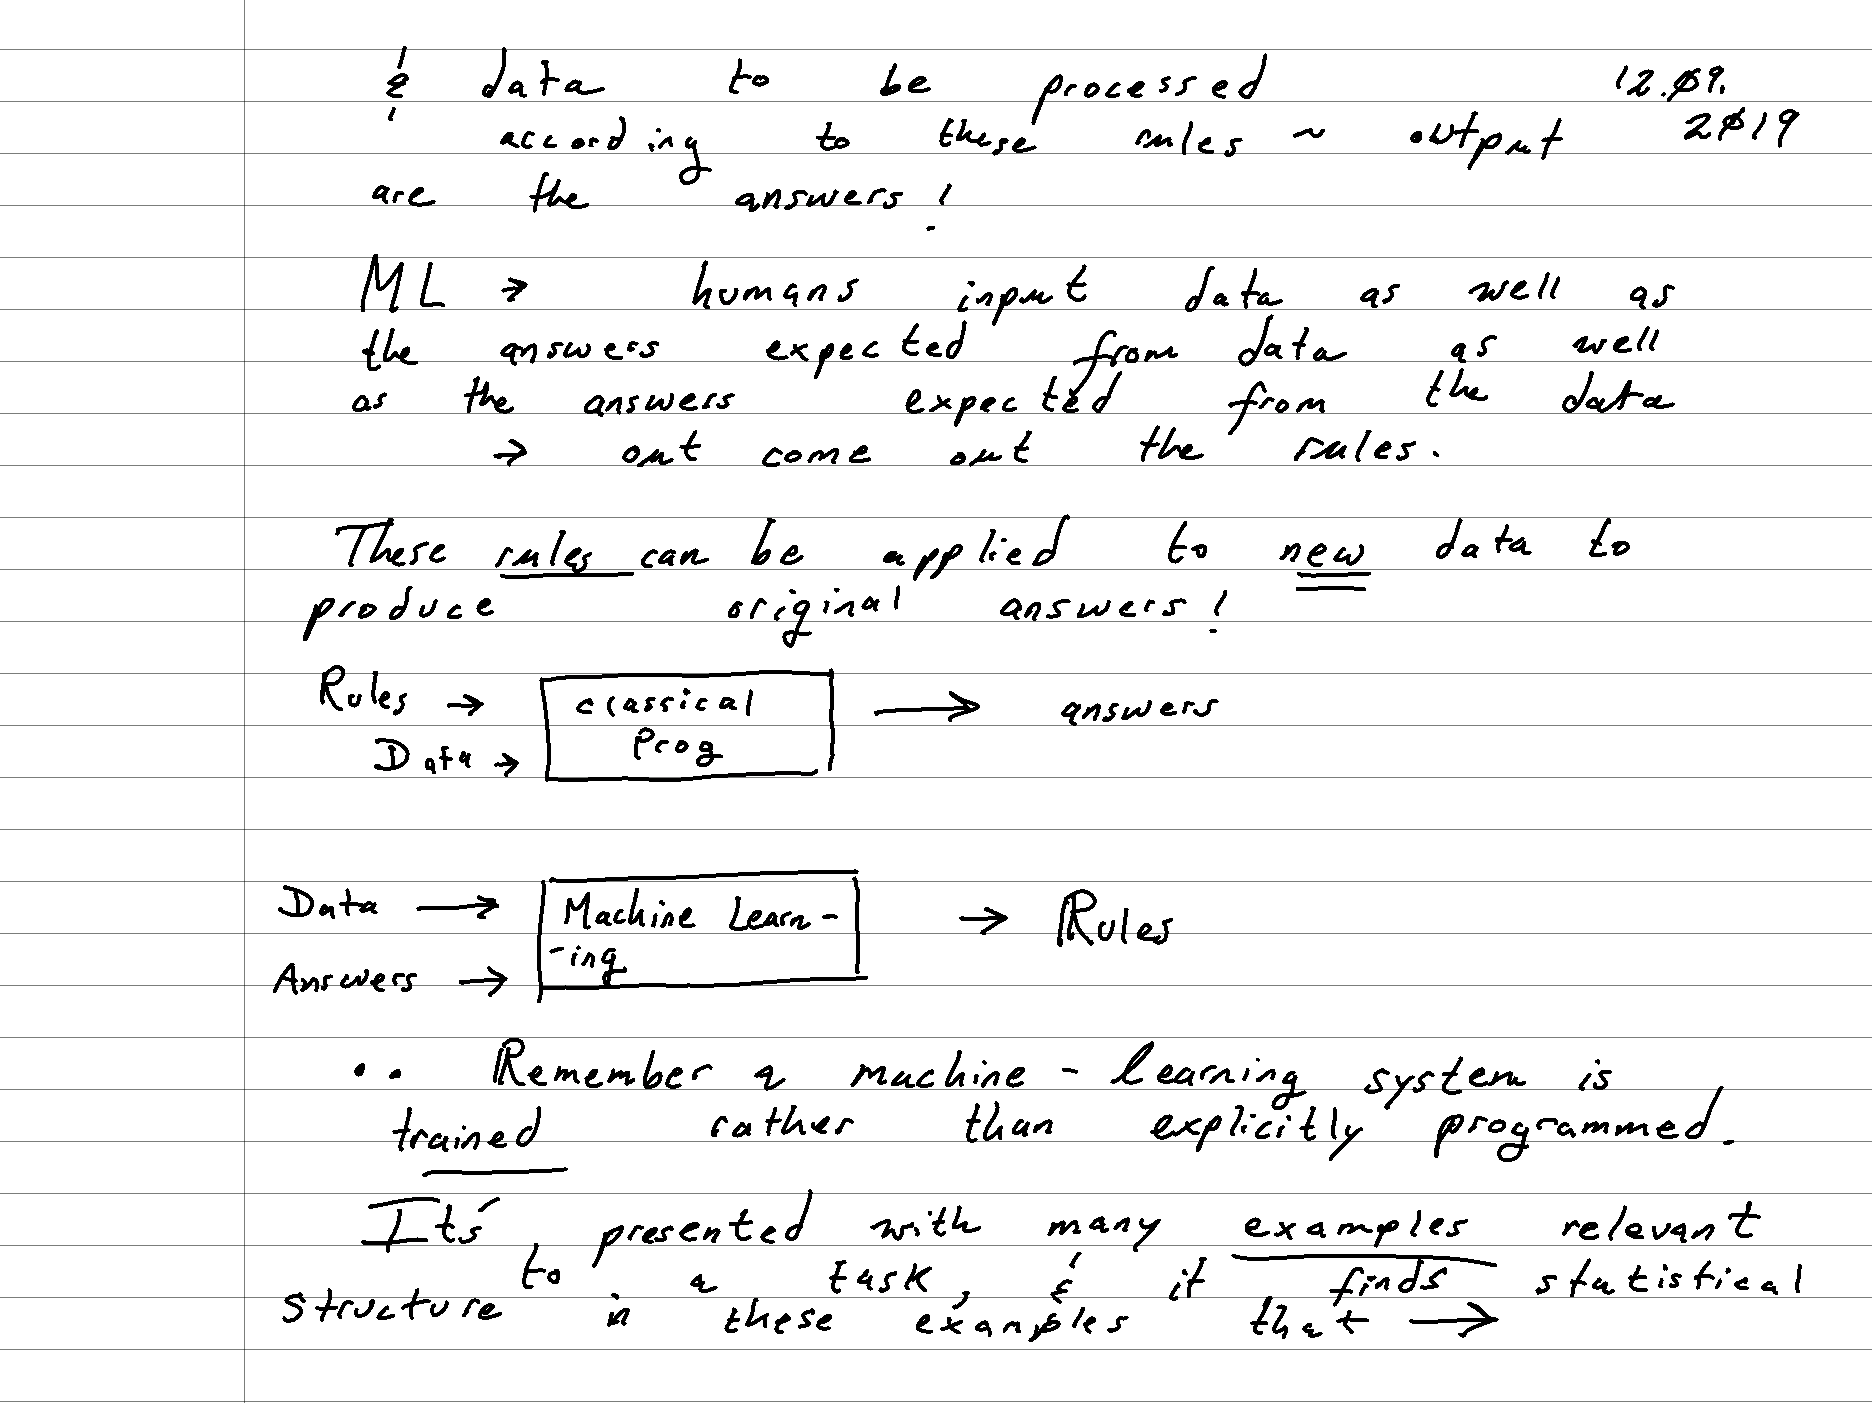 & data to be processed 12.09.
according to these rules ~ output 2019
are the answers!
ML → humans input data as well as
the answers expected from data as well
as the answers expected from the data
→ out come out the rules.
These rules can be applied to new data to
produce original answers!
Rules → classical → answers
Data → Prog
Data → Machine Learn- → Rules
Answers → -ing
.. Remember a machine-learning system is
trained rather than explicitly programmed.
It's presented with many examples relevant
to a task, & it finds statistical
structure in these examples that →